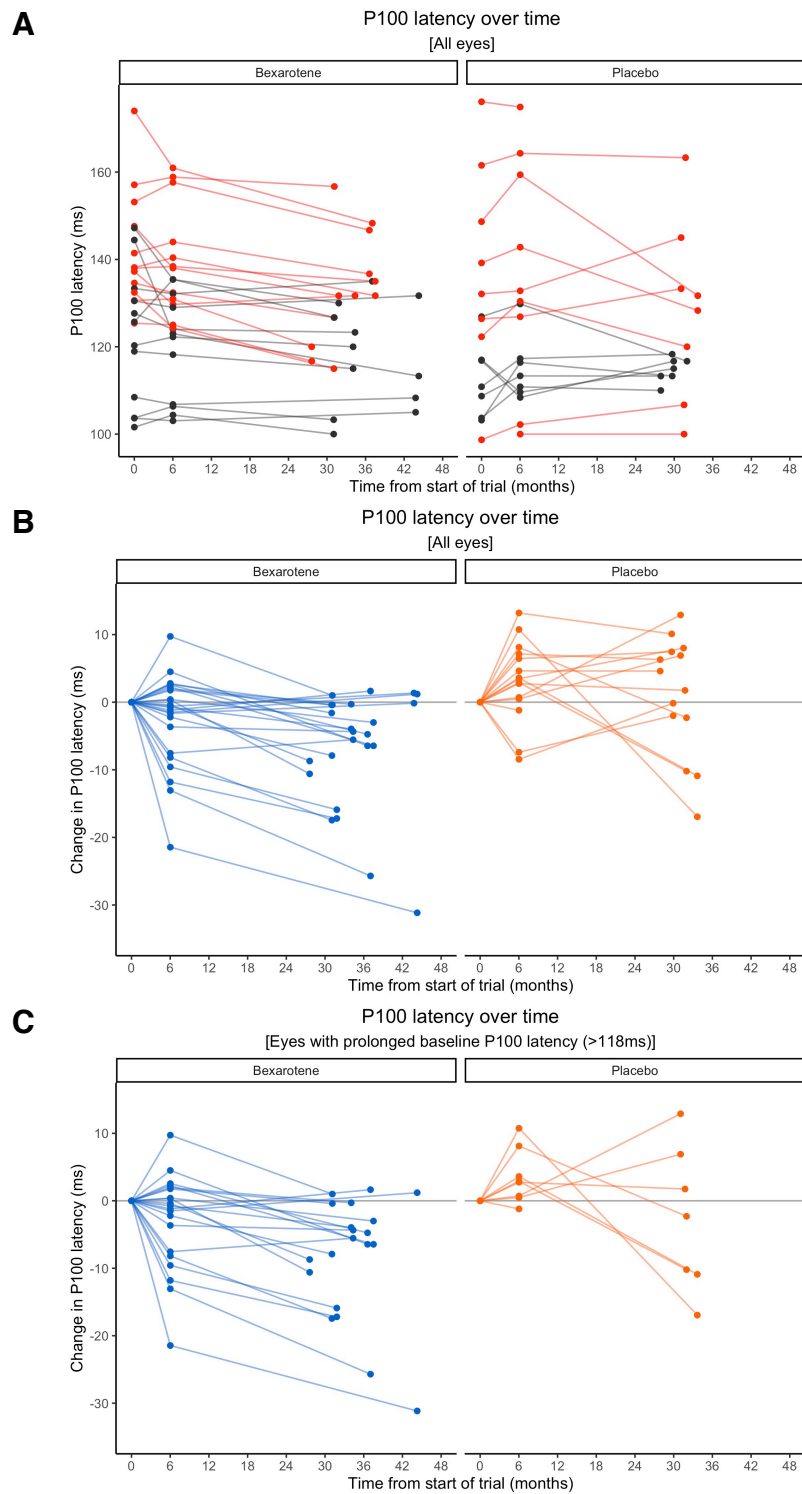 A
P100 latency over time
[All eyes]
Bexarotene
Placebo
P100 latency (ms)
160
140
120
100
0 6 12 18 24 30 36 42 48
0 6 12 18 24 30 36 42 48
Time from start of trial (months)
B
P100 latency over time
[All eyes]
Bexarotene
Placebo
Change in P100 latency (ms)
10
0
-10
-20
-30
0 6 12 18 24 30 36 42 48
0 6 12 18 24 30 36 42 48
Time from start of trial (months)
C
P100 latency over time
[Eyes with prolonged baseline P100 latency (>118ms)]
Bexarotene
Placebo
Change in P100 latency (ms)
10
0
-10
-20
-30
0 6 12 18 24 30 36 42 48
0 6 12 18 24 30 36 42 48
Time from start of trial (months)